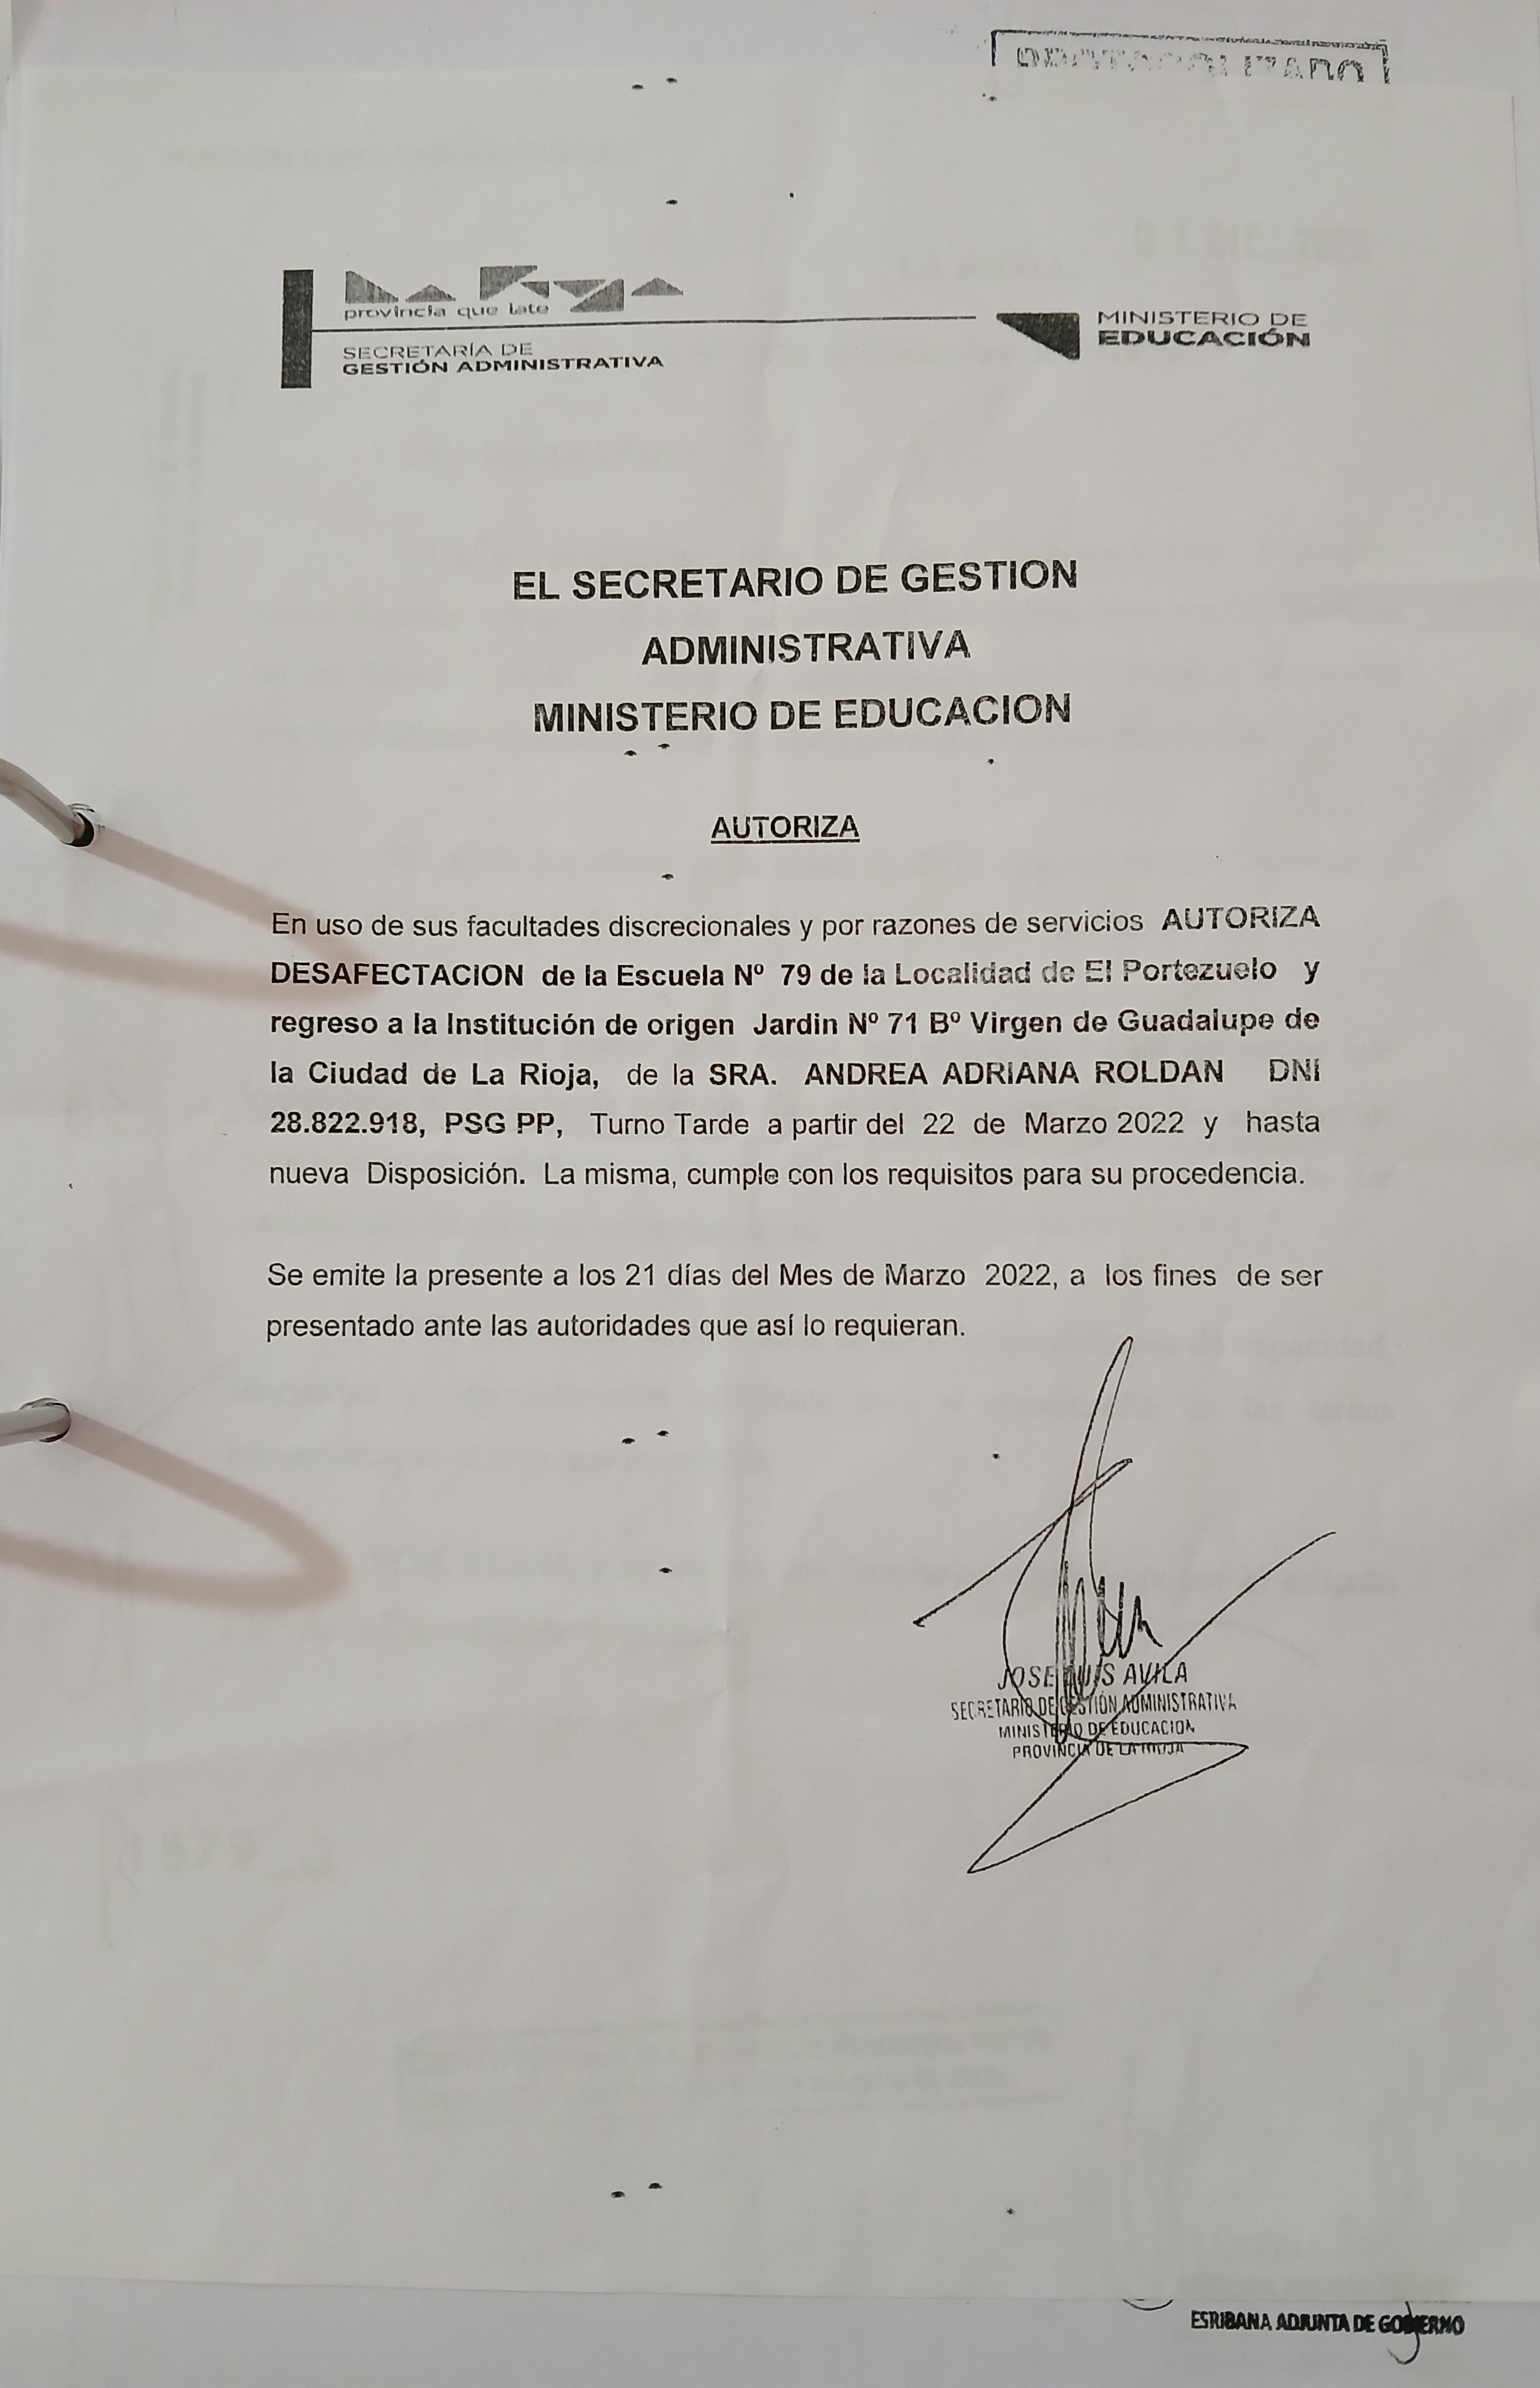 provincia que late
SECRETARÍA DE
GESTIÓN ADMINISTRATIVA
MINISTERIO DE
EDUCACIÓN
EL SECRETARIO DE GESTION
ADMINISTRATIVA
MINISTERIO DE EDUCACION
AUTORIZA
En uso de sus facultades discrecionales y por razones de servicios AUTORIZA
DESAFECTACION de la Escuela Nº 79 de la Localidad de El Portezuelo y
regreso a la Institución de origen Jardin Nº 71 Bº Virgen de Guadalupe de
la Ciudad de La Rioja, de la SRA. ANDREA ADRIANA ROLDAN DNI
28.822.918, PSG PP, Turno Tarde a partir del 22 de Marzo 2022 y hasta
nueva Disposición. La misma, cumple con los requisitos para su procedencia.
Se emite la presente a los 21 días del Mes de Marzo 2022, a los fines de ser
presentado ante las autoridades que así lo requieran.
JOSE LUIS AVILA
SECRETARIO DE GESTIÓN ADMINISTRATIVA
MINISTERIO DE EDUCACION
PROVINCIA DE LA RIOJA
ESRIBANA ADJUNTA DE GOBIERNO